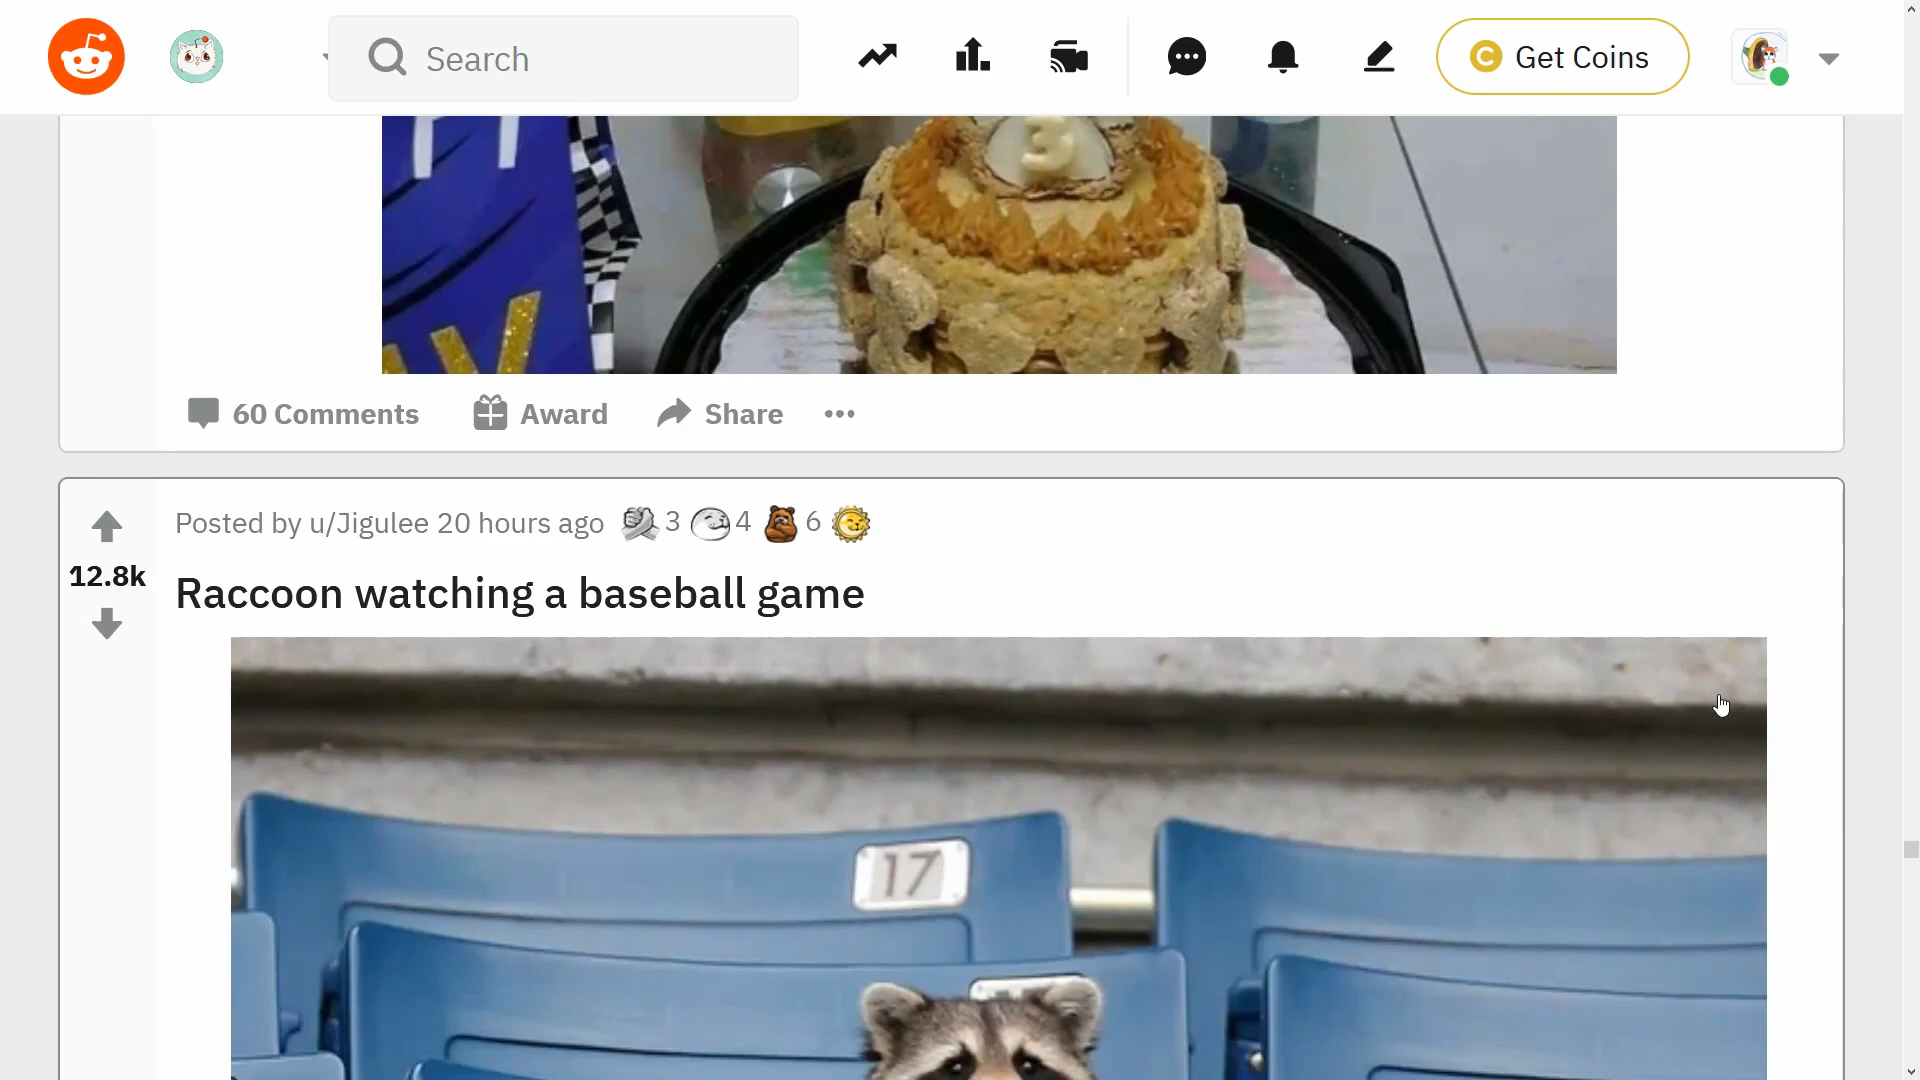 Search
Get Coins
3
60 Comments
Award
Share
Posted by u/Jigulee 20 hours ago
3
4
6
12.8k
Raccoon watching a baseball game
17